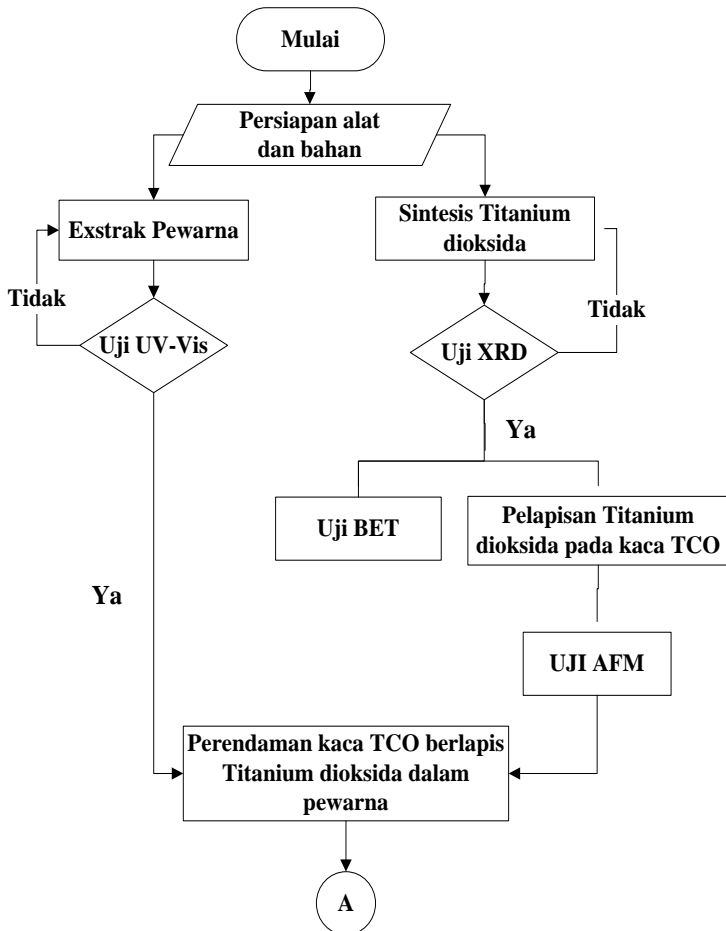 Mulai
Persiapan alat
dan bahan
Exstrak Pewarna
Sintesis Titanium
dioksida
Tidak
Tidak
Uji UV-Vis
Uji XRD
Ya
Uji BET
Pelapisan Titanium
dioksida pada kaca TCO
Ya
UJI AFM
Perendaman kaca TCO berlapis
Titanium dioksida dalam
pewarna
A